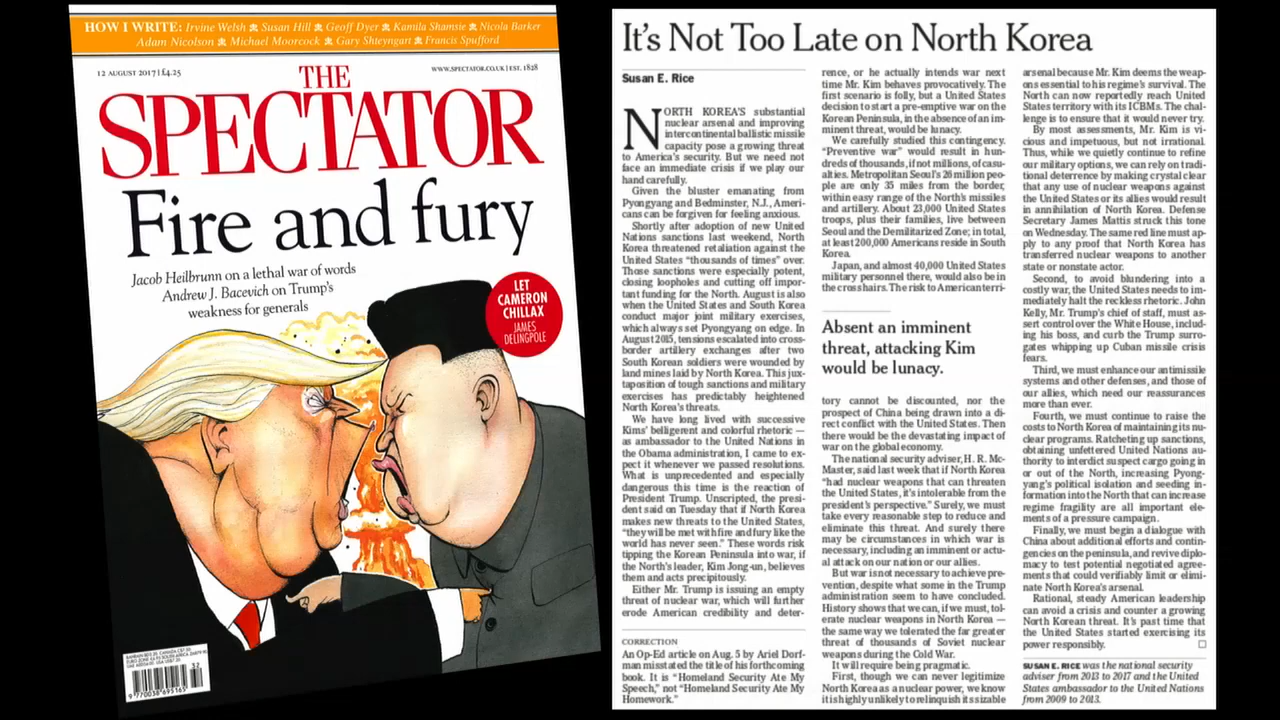 HOW I WRITE: Irvine Welsh Susan Hill Geoff Dyer Kamila Shamsie Nicola Barker
Adam Nicolson Michael Moorcock Gary Shteyngart Francis Spufford
12 AUGUST 2017 | £4.25
WWW.SPECTATOR.CO.UK | EST. 1828
THE
SPECTATOR
Fire and fury
Jacob Heilbrunn on a lethal war of words
Andrew J. Bacevich on Trump's
weakness for generals
LET
CAMERON
CHILLAX
JAMES
DELINGPOLE
9 770038 695165
It's Not Too Late on North Korea
Susan E. Rice
NORTH KOREA'S substantial
nuclear arsenal and improving
intercontinental ballistic missile
capacity pose a growing threat
to America's security. But we need not
face an immediate crisis if we play our
hand carefully.
Given the bluster emanating from
Pyongyang and Bedminster, N.J., Ameri-
cans can be forgiven for feeling anxious.
Shortly after adoption of new United
Nations sanctions last weekend, North
Korea threatened retaliation against the
United States "thousands of times" over.
Those sanctions were especially potent,
closing loopholes and cutting off impor-
tant funding for the North. August is also
when the United States and South Korea
conduct major joint military exercises,
which always set Pyongyang on edge. In
August 2015, tensions escalated into cross-
border artillery exchanges after two
South Korean soldiers were wounded by
land mines laid by North Korea. This jux-
taposition of tough sanctions and military
exercises has predictably heightened
North Korea's threats.
We have long lived with successive
Kims' belligerent and colorful rhetoric —
as ambassador to the United Nations in
the Obama administration, I came to ex-
pect it whenever we passed resolutions.
What is unprecedented and especially
dangerous this time is the reaction of
President Trump. Unscripted, the presi-
dent said on Tuesday that if North Korea
makes new threats to the United States,
"they will be met with fire and fury like the
world has never seen." These words risk
tipping the Korean Peninsula into war, if
the North's leader, Kim Jong-un, believes
them and acts precipitously.
Either Mr. Trump is issuing an empty
threat of nuclear war, which will further
erode American credibility and deter-
CORRECTION
An Op-Ed article on Aug. 5 by Ariel Dorf-
man misstated the title of his forthcoming
book. It is "Homeland Security Ate My
Speech," not "Homeland Security Ate My
Homework."
rence, or he actually intends war next
time Mr. Kim behaves provocatively. The
first scenario is folly, but a United States
decision to start a pre-emptive war on the
Korean Peninsula, in the absence of an im-
minent threat, would be lunacy.
We carefully studied this contingency.
"Preventive war" would result in hun-
dreds of thousands, if not millions, of casu-
alties. Metropolitan Seoul's 26 million peo-
ple are only 35 miles from the border,
within easy range of the North's missiles
and artillery. About 23,000 United States
troops, plus their families, live between
Seoul and the Demilitarized Zone; in total,
at least 200,000 Americans reside in South
Korea.
Japan, and almost 40,000 United States
military personnel there, would also be in
the cross hairs. The risk to American terri-
Absent an imminent
threat, attacking Kim
would be lunacy.
tory cannot be discounted, nor the
prospect of China being drawn into a di-
rect conflict with the United States. Then
there would be the devastating impact of
war on the global economy.
The national security adviser, H. R. Mc-
Master, said last week that if North Korea
"had nuclear weapons that can threaten
the United States, it's intolerable from the
president's perspective." Surely, we must
take every reasonable step to reduce and
eliminate this threat. And surely there
may be circumstances in which war is
necessary, including an imminent or actu-
al attack on our nation or our allies.
But war is not necessary to achieve pre-
vention, despite what some in the Trump
administration seem to have concluded.
History shows that we can, if we must, tol-
erate nuclear weapons in North Korea —
the same way we tolerated the far greater
threat of thousands of Soviet nuclear
weapons during the Cold War.
It will require being pragmatic.
First, though we can never legitimize
North Korea as a nuclear power, we know
it is highly unlikely to relinquish its sizable
arsenal because Mr. Kim deems the weap-
ons essential to his regime's survival. The
North can now reportedly reach United
States territory with its ICBMs. The chal-
lenge is to ensure that it would never try.
By most assessments, Mr. Kim is vi-
cious and impetuous, but not irrational.
Thus, while we quietly continue to refine
our military options, we can rely on tradi-
tional deterrence by making crystal clear
that any use of nuclear weapons against
the United States or its allies would result
in annihilation of North Korea. Defense
Secretary James Mattis struck this tone
on Wednesday. The same red line must ap-
ply to any proof that North Korea has
transferred nuclear weapons to another
state or nonstate actor.
Second, to avoid blundering into a
costly war, the United States needs to im-
mediately halt the reckless rhetoric. John
Kelly, Mr. Trump's chief of staff, must as-
sert control over the White House, includ-
ing his boss, and curb the Trump surro-
gates whipping up Cuban missile crisis
fears.
Third, we must enhance our antimissile
systems and other defenses, and those of
our allies, which need our reassurances
more than ever.
Fourth, we must continue to raise the
costs to North Korea of maintaining its nu-
clear programs. Ratcheting up sanctions,
obtaining unfettered United Nations au-
thority to interdict suspect cargo going in
or out of the North, increasing Pyong-
yang's political isolation and seeding in-
formation into the North that can increase
regime fragility are all important ele-
ments of a pressure campaign.
Finally, we must begin a dialogue with
China about additional efforts and contin-
gencies on the peninsula, and revive diplo-
macy to test potential negotiated agree-
ments that could verifiably limit or elimi-
nate North Korea's arsenal.
Rational, steady American leadership
can avoid a crisis and counter a growing
North Korean threat. It's past time that
the United States started exercising its
power responsibly.
SUSAN E. RICE was the national security
adviser from 2013 to 2017 and the United
States ambassador to the United Nations
from 2009 to 2013.